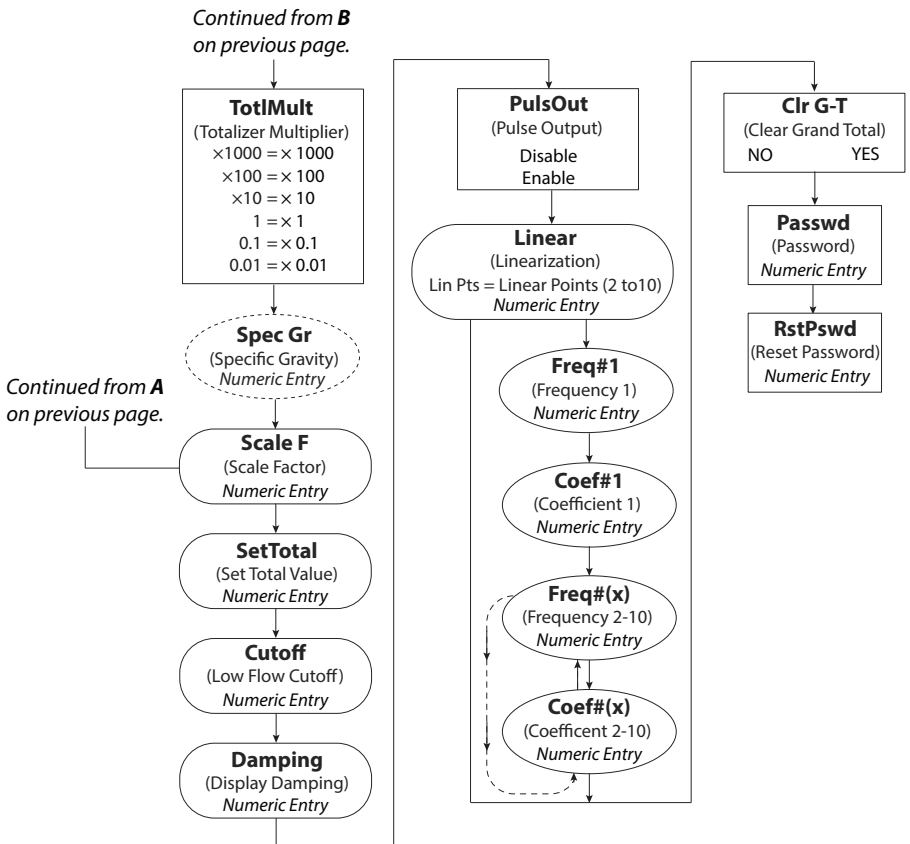 Continued from B
on previous page.
TotlMult
(Totalizer Multiplier)
×1000 = × 1000
×100 = × 100
×10 = × 10
1 = × 1
0.1 = × 0.1
0.01 = × 0.01
Spec Gr
(Specific Gravity)
Numeric Entry
Continued from A
on previous page.
Scale F
(Scale Factor)
Numeric Entry
SetTotal
(Set Total Value)
Numeric Entry
Cutoff
(Low Flow Cutoff)
Numeric Entry
Damping
(Display Damping)
Numeric Entry
PulsOut
(Pulse Output)
Disable
Enable
Linear
(Linearization)
Lin Pts = Linear Points (2 to10)
Numeric Entry
Freq#1
(Frequency 1)
Numeric Entry
Coef#1
(Coefficient 1)
Numeric Entry
Freq#(x)
(Frequency 2-10)
Numeric Entry
Coef#(x)
(Coefficent 2-10)
Numeric Entry
Clr G-T
(Clear Grand Total)
NO YES
Passwd
(Password)
Numeric Entry
RstPswd
(Reset Password)
Numeric Entry